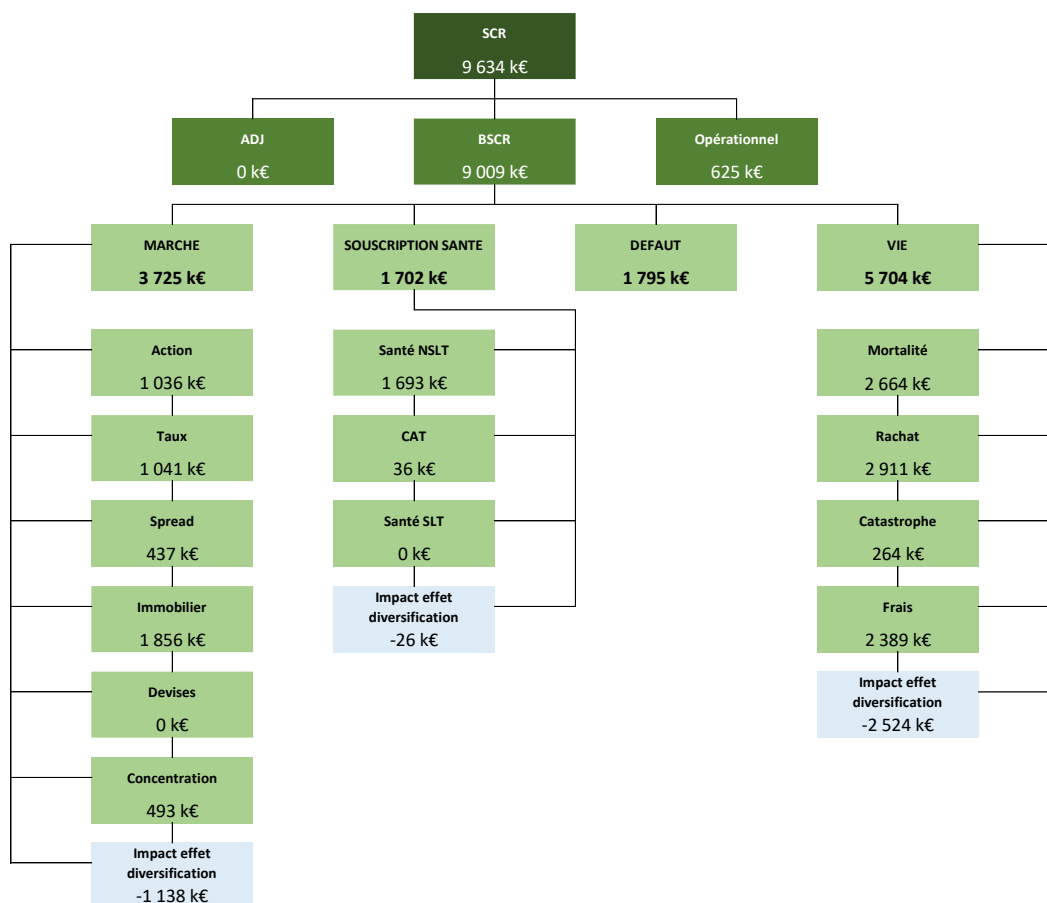 SCR
9 634 k€
ADJ
0 k€
BSCR
9 009 k€
Opérationnel
625 k€
MARCHE
3 725 k€
SOUSCRIPTION SANTE
1 702 k€
DEFAUT
1 795 k€
VIE
5 704 k€
Action
1 036 k€
Taux
1 041 k€
Spread
437 k€
Immobilier
1 856 k€
Devises
0 k€
Concentration
493 k€
Impact effet
diversification
-1 138 k€
Santé NSLT
1 693 k€
CAT
36 k€
Santé SLT
0 k€
Impact effet
diversification
-26 k€
Mortalité
2 664 k€
Rachat
2 911 k€
Catastrophe
264 k€
Frais
2 389 k€
Impact effet
diversification
-2 524 k€